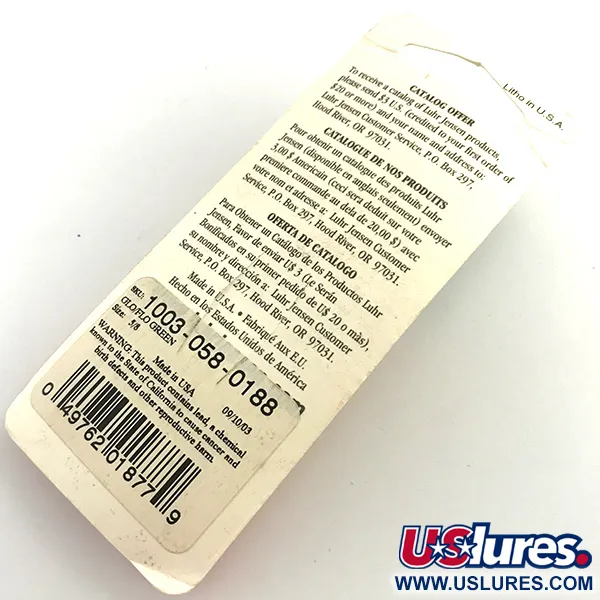 Litho in U.S.A.
CATALOG OFFER
To receive a catalog of Luhr Jensen products,
please send $3 U.S. (credited to your first order of
$20 or more) and your name and address to:
Luhr Jensen Customer Service, P.O. Box 297,
Hood River, OR 97031.
CATALOGUE DE NOS PRODUITS
Pour obtenir un catalogue des produits Luhr
Jensen (disponible en anglais seulement) envoyer
3,00 $ Américain (ceci sera deduit sur votre
premiere commande au dela de 20,00 $) avec
votre nom et adresse a: Luhr Jensen Customer
Service, P.O. Box 297, Hood River, OR 97031.
OFERTA DE CATALOGO
Para Obtener un Catálogo de los Productos Luhr
Jensen, Favor de enviar U$ 3 (Le Serán
Bonificados en su primer pedido de U$ 20 o mas),
su nombre y dirección a: Luhr Jensen Customer
Service, P.O. Box 297, Hood River, OR 97031.
Made in U.S.A. • Fabriqué Aux E.U.
Hecho en los Estados Unidos de América
SKU: 1003-058-0188
GLO/FLO GREEN
Size: 5/8 09/10/03
Made in USA
WARNING: This product contains lead, a chemical
known to the State of California to cause cancer and
birth defects and other reproductive harm.
0 49762 01877 9
USlures.
WWW.USLURES.COM